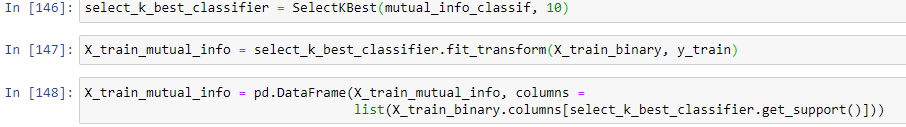 In [146]: select_k_best_classifier = SelectKBest(mutual_info_classif, 10)
In [147]: X_train_mutual_info = select_k_best_classifier.fit_transform(X_train_binary, y_train)
In [148]: X_train_mutual_info = pd.DataFrame(X_train_mutual_info, columns =
list(X_train_binary.columns[select_k_best_classifier.get_support()]))